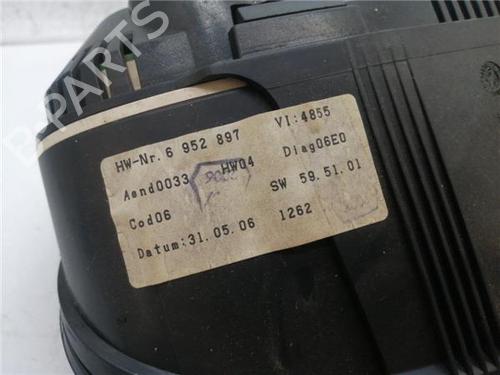 B-PARTS
HW-Nr. 6 952 897 VI:4855
Aend0033 HW04 Diag06E0
Cod06 SW 59.51.01
Datum:31.05.06 1262